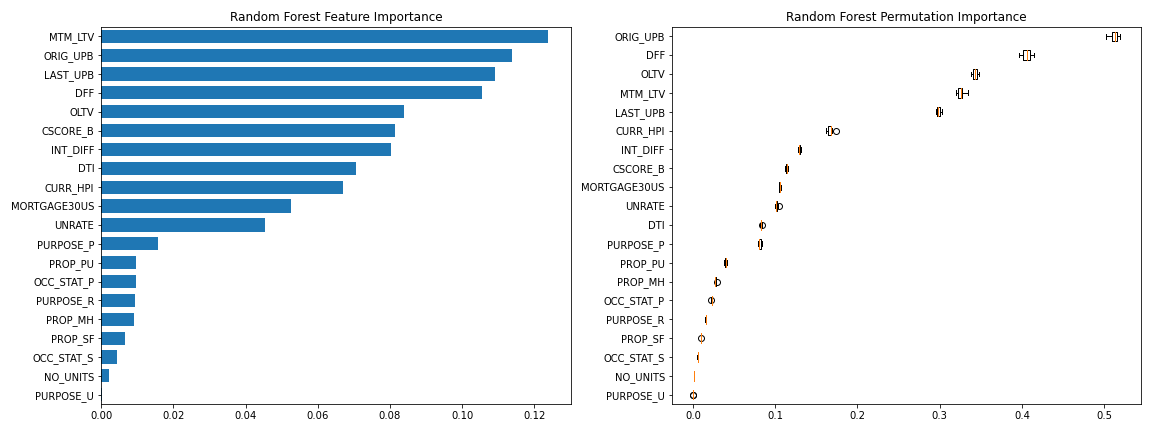 Random Forest Feature Importance
MTM_LTV
ORIG_UPB
LAST_UPB
DFF
OLTV
CSCORE_B
INT_DIFF
DTI
CURR_HPI
MORTGAGE30US
UNRATE
PURPOSE_P
PROP_PU
OCC_STAT_P
PURPOSE_R
PROP_MH
PROP_SF
OCC_STAT_S
NO_UNITS
PURPOSE_U
0.00 0.02 0.04 0.06 0.08 0.10 0.12
Random Forest Permutation Importance
ORIG_UPB
DFF
OLTV
MTM_LTV
LAST_UPB
CURR_HPI
INT_DIFF
CSCORE_B
MORTGAGE30US
UNRATE
DTI
PURPOSE_P
PROP_PU
PROP_MH
OCC_STAT_P
PURPOSE_R
PROP_SF
OCC_STAT_S
NO_UNITS
PURPOSE_U
0.0 0.1 0.2 0.3 0.4 0.5